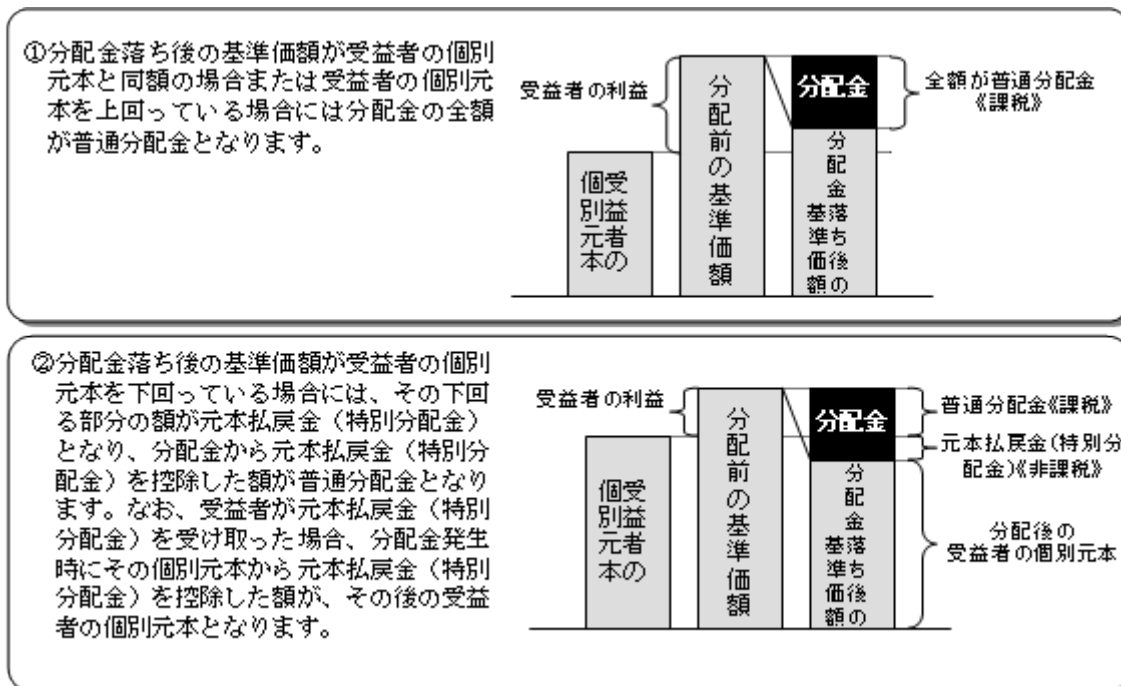 ①分配金落ち後の基準価額が受益者の個別
元本と同額の場合または受益者の個別元
本を上回っている場合には分配金の全額
が普通分配金となります。
受益者の利益
受益者の
個別元本
分配前の基準価額
分配金
分配金落ち後の
基準価額
全額が普通分配金
《課税》
②分配金落ち後の基準価額が受益者の個別
元本を下回っている場合には、その下回
る部分の額が元本払戻金（特別分配金）
となり、分配金から元本払戻金（特別分
配金）を控除した額が普通分配金となり
ます。なお、受益者が元本払戻金（特別
分配金）を受け取った場合、分配金発生
時にその個別元本から元本払戻金（特別
分配金）を控除した額が、その後の受益
者の個別元本となります。
受益者の利益
受益者の
個別元本
分配前の基準価額
分配金
分配金落ち後の
基準価額
普通分配金《課税》
元本払戻金(特別分
配金)《非課税》
分配後の
受益者の個別元本